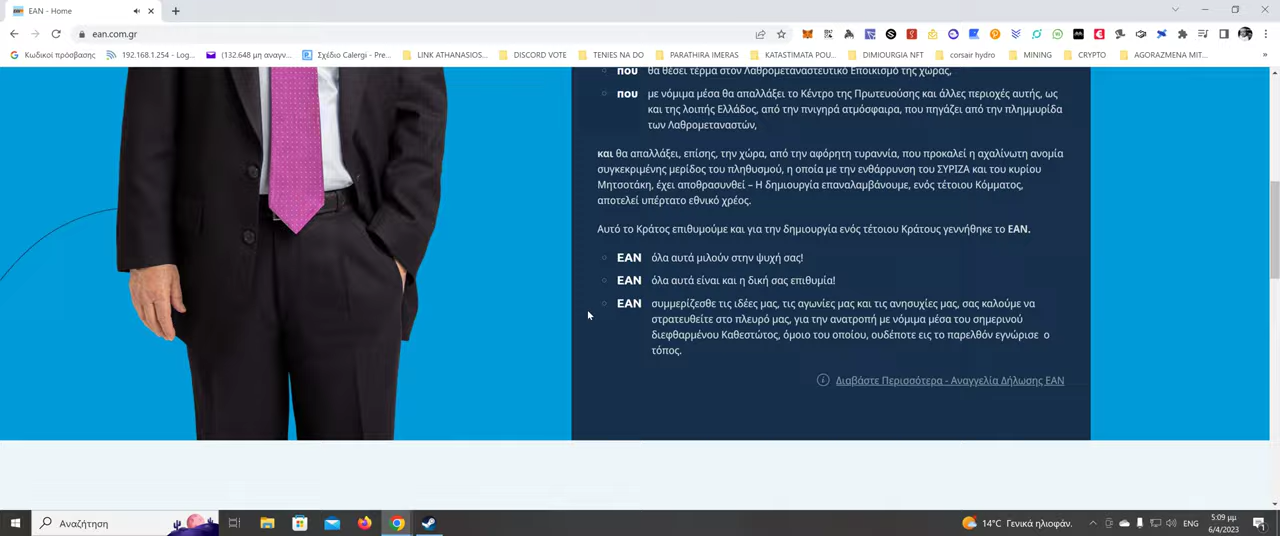 EAN - Home
ean.com.gr
Κωδικοί πρόσβασης
192.168.1.254 - Log...
(132.648 μη αναγν...
Σχέδιο Calergi - Pre...
LINK ATHANASIOS...
DISCORD VOTE
TENIES NA DO
PARATHIRA IMERAS
KATASTIMATA POU...
DIMIOURGIA NFT
corsair hydro
MINING
CRYPTO
AGORAZMENA MIT...
που θα θέσει τέρμα στον Λαθρομεταναστευτικό Εποικισμό της χώρας,
που με νόμιμα μέσα θα απαλλάξει το Κέντρο της Πρωτευούσης και άλλες περιοχές αυτής, ως
και της λοιπής Ελλάδος, από την πνιγηρά ατμόσφαιρα, που πηγάζει από την πλημμυρίδα
των Λαθρομεταναστών,
και θα απαλλάξει, επίσης, την χώρα, από την αφόρητη τυραννία, που προκαλεί η αχαλίνωτη ανομία
συγκεκριμένης μερίδος του πληθυσμού, η οποία με την ενθάρρυνση του ΣΥΡΙΖΑ και του κυρίου
Μητσοτάκη, έχει αποθρασυνθεί – Η δημιουργία επαναλαμβάνουμε, ενός τέτοιου Κόμματος,
αποτελεί υπέρτατο εθνικό χρέος.
Αυτό το Κράτος επιθυμούμε και για την δημιουργία ενός τέτοιου Κράτους γεννήθηκε το ΕΑΝ.
ΕΑΝ όλα αυτά μιλούν στην ψυχή σας!
ΕΑΝ όλα αυτά είναι και η δική σας επιθυμία!
ΕΑΝ συμμερίζεσθε τις ιδέες μας, τις αγωνίες μας και τις ανησυχίες μας, σας καλούμε να
στρατευθείτε στο πλευρό μας, για την ανατροπή με νόμιμα μέσα του σημερινού
διεφθαρμένου Καθεστώτος, όμοιο του οποίου, ουδέποτε εις το παρελθόν εγνώρισε ο
τόπος.
Διαβάστε Περισσότερα - Αναγγελία Δήλωσης ΕΑΝ
Αναζήτηση
14°C Γενικά ηλιοφάν.
ENG
5:09 μμ
6/4/2023